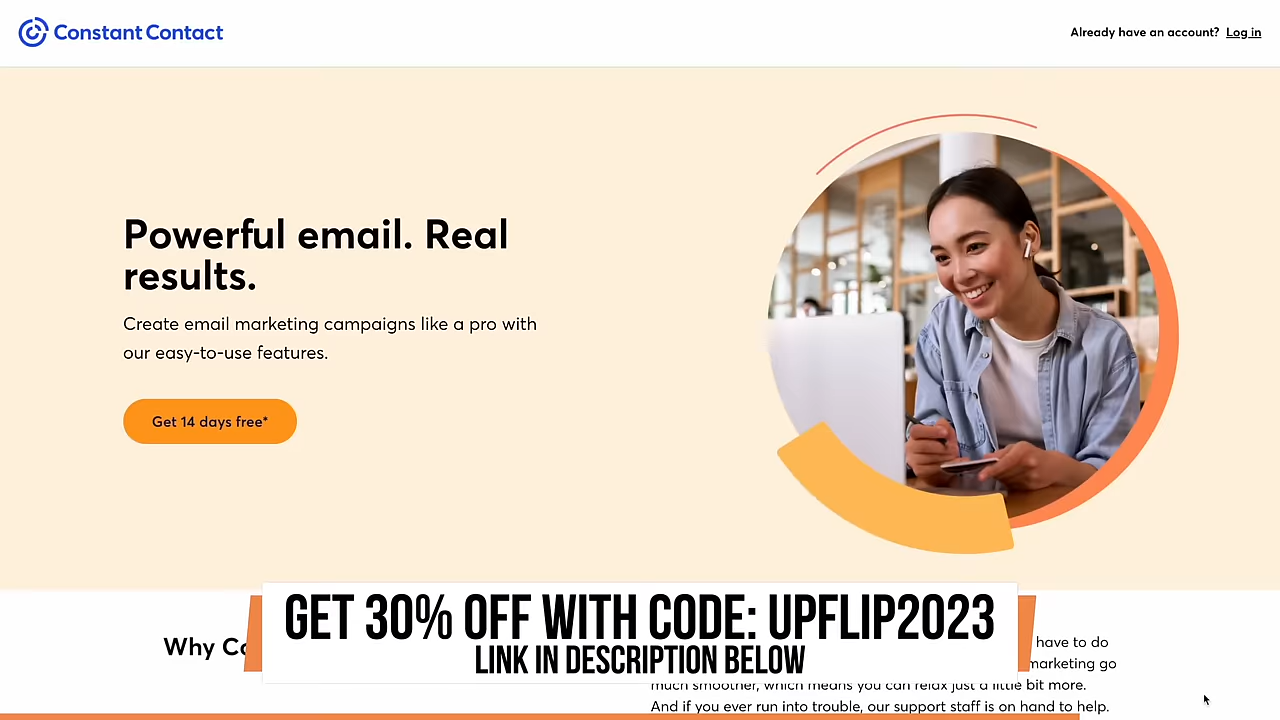 Constant Contact
Already have an account? Log in
Powerful email. Real
results.
Create email marketing campaigns like a pro with
our easy-to-use features.
Get 14 days free*
GET 30% OFF WITH CODE: UPFLIP2023
LINK IN DESCRIPTION BELOW
Why
have to do
marketing go
much smoother, which means you can relax just a little bit more.
And if you ever run into trouble, our support staff is on hand to help.